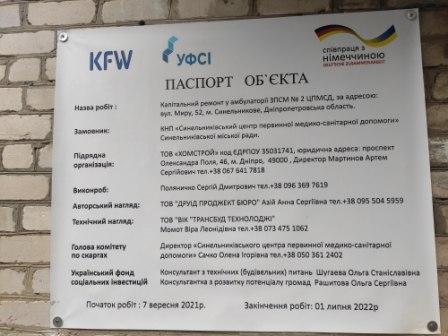 KFW
УФСІ
співпраця з
НІМЕЧЧИНОЮ
DEUTSCHE ZUSAMMENARBEIT
ПАСПОРТ ОБ'ЄКТА
Назва робіт : Капітальний ремонт у амбулаторії ЗПСМ № 2 ЦПМСД, за адресою:
вул. Миру, 52, м. Синельникове, Дніпропетровська область.
Замовник: КНП «Синельниківський центр первинної медико-санітарної допомоги»
Синельниківської міської ради.
Підрядна ТОВ «ХОМСТРОЙ» код ЄДРПОУ 35031741, юридична адреса: проспект
організація: Олександра Поля, 46, м. Дніпро, 49000 , Директор Мартинов Артем
Сергійович тел.+38 067 641 7818
Виконроб: Полянично Сергій Дмитрович тел.+38 096 369 7619
Авторський нагляд: ТОВ "ДРУІД ПРОДЖЕКТ БЮРО" Азій Анна Сергіївна тел.+38 095 504 5959
Технічний нагляд: ТОВ "ВІК "ТРАНСБУД ТЕХНОЛОДЖІ"
Момот Віра Леонідівна тел.+38 073 475 1062
Голова комітету Директор «Синельниківського центра первинної медико-санітарної
по скаргах допомоги» Сачко Олена Ігорівна тел.+38 050 361 2402
Український фонд Консультант з технічних (будівельних) питань Шугаєва Ольга Станіславівна
соціальних інвестицій Консультантка з розвитку потенціалу громад Рашитова Ольга Сергіївна
Початок робіт : 7 вересня 2021р. Закінчення робіт: 01 липня 2022р